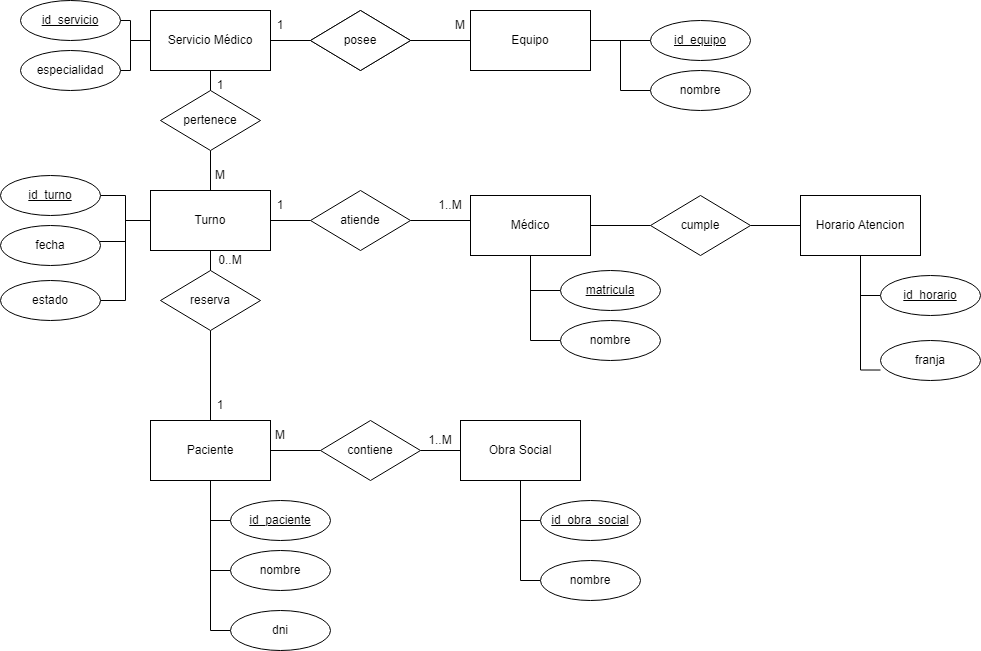 id_servicio
especialidad
Servicio Médico
1
posee
M
Equipo
id_equipo
nombre
1
pertenece
M
id_turno
fecha
estado
Turno
1
atiende
1..M
Médico
cumple
Horario Atencion
matricula
nombre
id_horario
franja
0..M
reserva
1
Paciente
M
contiene
1..M
Obra Social
id_paciente
nombre
dni
id_obra_social
nombre